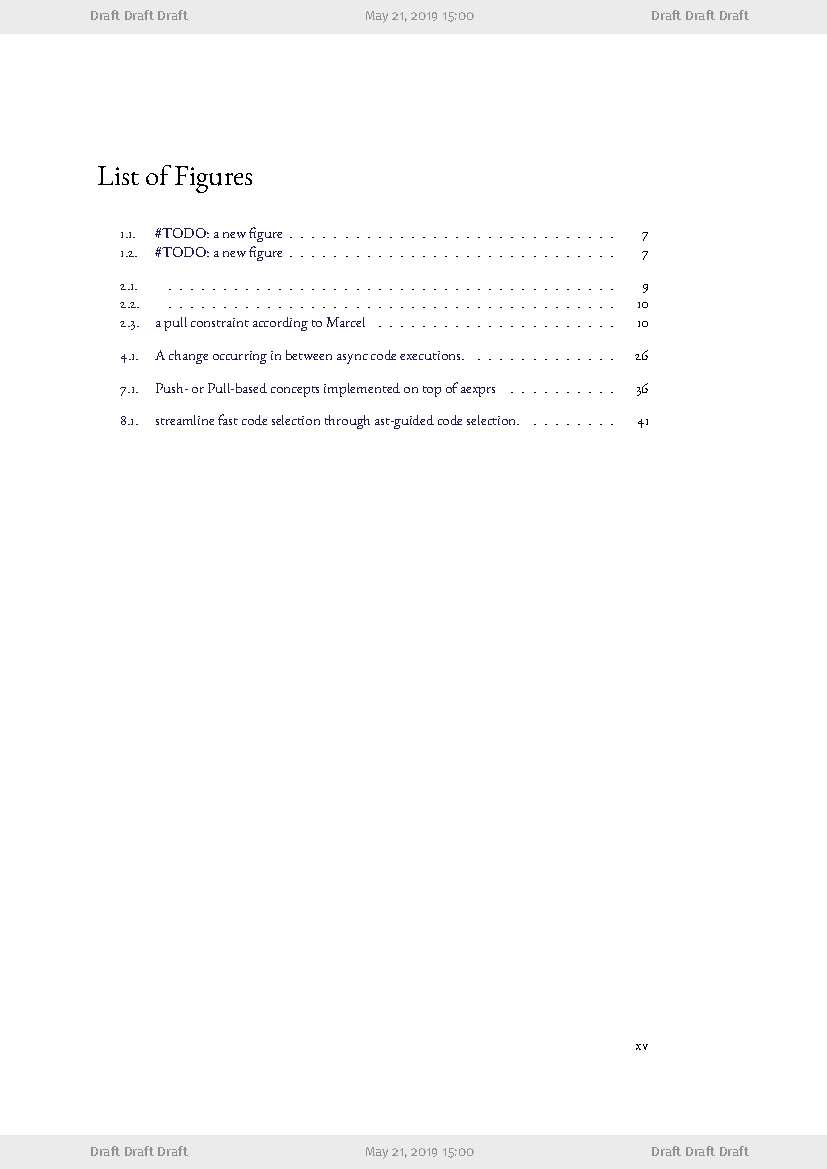 Draft Draft Draft May 21, 2019 15:00 Draft Draft Draft
List of Figures
1.1. #TODO: a new figure . . . . . . . . . . . . . . . . . . . . . . . . . . . . . . 7
1.2. #TODO: a new figure . . . . . . . . . . . . . . . . . . . . . . . . . . . . . . 7
2.1. . . . . . . . . . . . . . . . . . . . . . . . . . . . . . . . . . . . . . . . . . 9
2.2. . . . . . . . . . . . . . . . . . . . . . . . . . . . . . . . . . . . . . . . . . 10
2.3. a pull constraint according to Marcel . . . . . . . . . . . . . . . . . . . . . . 10
4.1. A change occurring in between async code executions. . . . . . . . . . . . . . 26
7.1. Push- or Pull-based concepts implemented on top of aexprs . . . . . . . . . . 36
8.1. streamline fast code selection through ast-guided code selection. . . . . . . . . 41
xv
Draft Draft Draft May 21, 2019 15:00 Draft Draft Draft